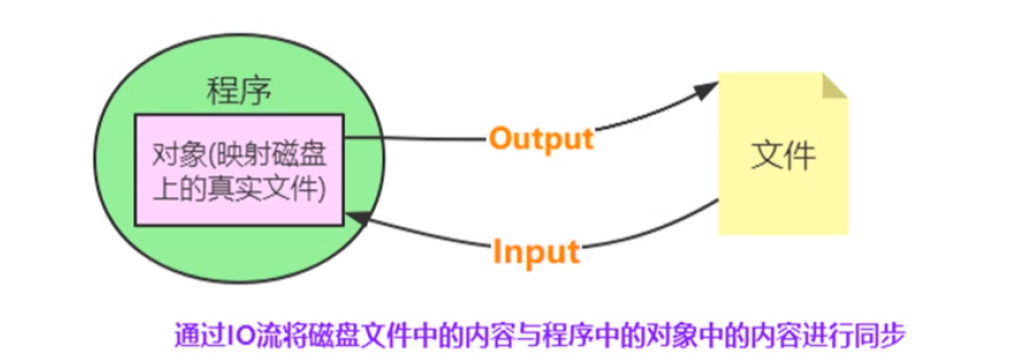 程序
对象(映射磁盘
上的真实文件)
Output
文件
Input
通过IO流将磁盘文件中的内容与程序中的对象中的内容进行同步